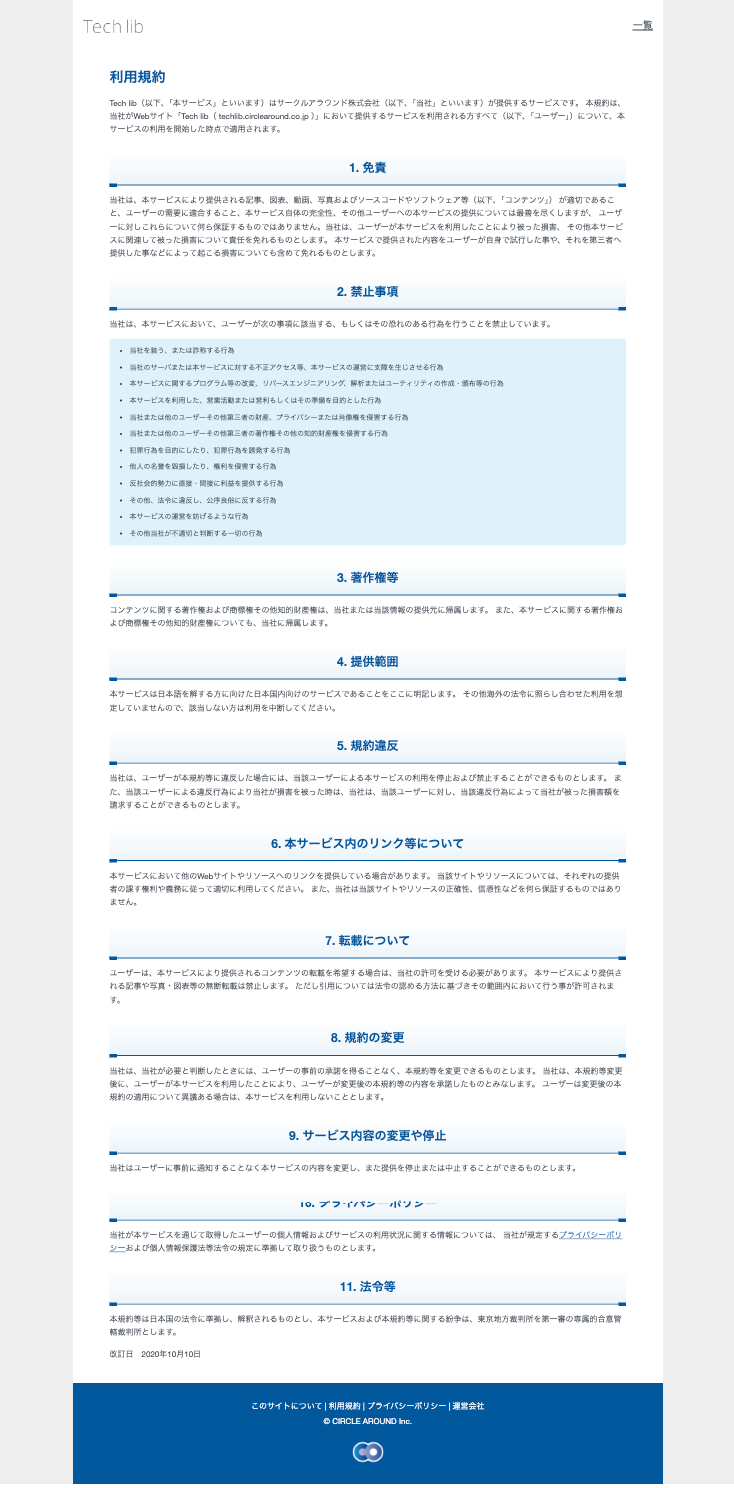 Tech lib
一覧
利用規約
Tech lib（以下、「本サービス」といいます）はサークルアラウンド株式会社（以下、「当社」といいます）が提供するサービスです。 本規約は、
当社がWebサイト「Tech lib（ techlib.circlearound.co.jp ）」において提供するサービスを利用される方すべて（以下、「ユーザー」）について、本
サービスの利用を開始した時点で適用されます。
1. 免責
当社は、本サービスにより提供される記事、図表、動画、写真およびソースコードやソフトウェア等（以下、「コンテンツ」） が適切であるこ
と、ユーザーの需要に適合すること、本サービス自体の完全性、その他ユーザーへの本サービスの提供については最善を尽くしますが、 ユーザ
ーに対しこれらについて何ら保証するものではありません。当社は、ユーザーが本サービスを利用したことにより被った損害、 その他本サービ
スに関連して被った損害について責任を免れるものとします。 本サービスで提供された内容をユーザーが自身で試行した事や、それを第三者へ
提供した事などによって起こる損害についても含めて免れるものとします。
2. 禁止事項
当社は、本サービスにおいて、ユーザーが次の事項に該当する、もしくはその恐れのある行為を行うことを禁止しています。
• 当社を装う、または詐称する行為
• 当社のサーバまたは本サービスに対する不正アクセス等、本サービスの運営に支障を生じさせる行為
• 本サービスに関するプログラム等の改変、リバースエンジニアリング、解析またはユーティリティの作成・頒布等の行為
• 本サービスを利用した、営業活動または営利もしくはその準備を目的とした行為
• 当社または他のユーザーその他第三者の財産、プライバシーまたは肖像権を侵害する行為
• 当社または他のユーザーその他第三者の著作権その他の知的財産権を侵害する行為
• 犯罪行為を目的にしたり、犯罪行為を誘発する行為
• 他人の名誉を毀損したり、権利を侵害する行為
• 反社会的勢力に直接・間接に利益を提供する行為
• その他、法令に違反し、公序良俗に反する行為
• 本サービスの運営を妨げるような行為
• その他当社が不適切と判断する一切の行為
3. 著作権等
コンテンツに関する著作権および商標権その他知的財産権は、当社または当該情報の提供元に帰属します。 また、本サービスに関する著作権お
よび商標権その他知的財産権についても、当社に帰属します。
4. 提供範囲
本サービスは日本語を解する方に向けた日本国内向けのサービスであることをここに明記します。 その他海外の法令に照らし合わせた利用を想
定していませんので、該当しない方は利用を中断してください。
5. 規約違反
当社は、ユーザーが本規約等に違反した場合には、当該ユーザーによる本サービスの利用を停止および禁止することができるものとします。 ま
た、当該ユーザーによる違反行為により当社が損害を被った時は、当社は、当該ユーザーに対し、当該違反行為によって当社が被った損害額を
請求することができるものとします。
6. 本サービス内のリンク等について
本サービスにおいて他のWebサイトやリソースへのリンクを提供している場合があります。 当該サイトやリソースについては、それぞれの提供
者の課す権利や義務に従って適切に利用してください。 また、当社は当該サイトやリソースの正確性、信憑性などを何ら保証するものではあり
ません。
7. 転載について
ユーザーは、本サービスにより提供されるコンテンツの転載を希望する場合は、当社の許可を受ける必要があります。 本サービスにより提供さ
れる記事や写真・図表等の無断転載は禁止します。 ただし引用については法令の認める方法に基づきその範囲内において行う事が許可されま
す。
8. 規約の変更
当社は、当社が必要と判断したときには、ユーザーの事前の承諾を得ることなく、本規約等を変更できるものとします。 当社は、本規約等変更
後に、ユーザーが本サービスを利用したことにより、ユーザーが変更後の本規約等の内容を承諾したものとみなします。 ユーザーは変更後の本
規約の適用について異議ある場合は、本サービスを利用しないこととします。
9. サービス内容の変更や停止
当社はユーザーに事前に通知することなく本サービスの内容を変更し、また提供を停止または中止することができるものとします。
10. プライバシーポリシー
当社が本サービスを通じて取得したユーザーの個人情報およびサービスの利用状況に関する情報については、 当社が規定するプライバシーポリ
シーおよび個人情報保護法等法令の規定に準拠して取り扱うものとします。
11. 法令等
本規約等は日本国の法令に準拠し、解釈されるものとし、本サービスおよび本規約等に関する紛争は、東京地方裁判所を第一審の専属的合意管
轄裁判所とします。
改訂日　2020年10月10日
このサイトについて | 利用規約 | プライバシーポリシー | 運営会社
© CIRCLE AROUND Inc.